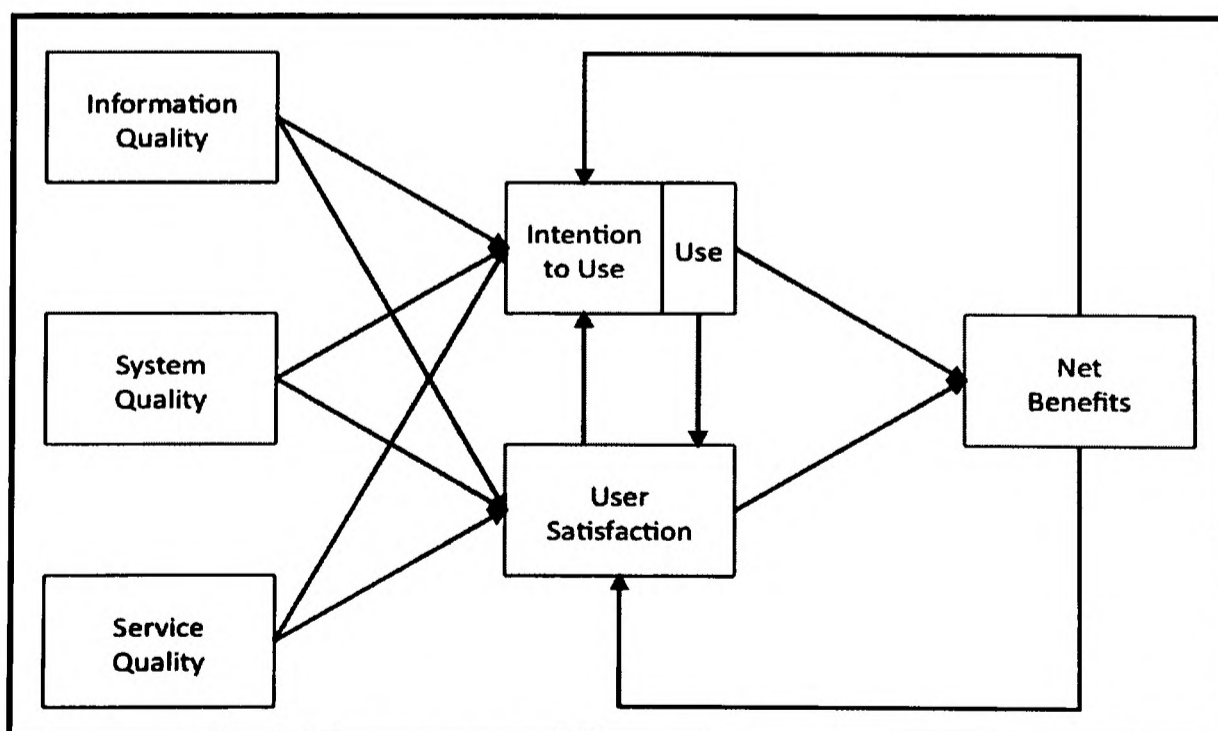 Information
Quality
Intention
to Use
Use
System
Quality
Net
Benefits
User
Satisfaction
Service
Quality